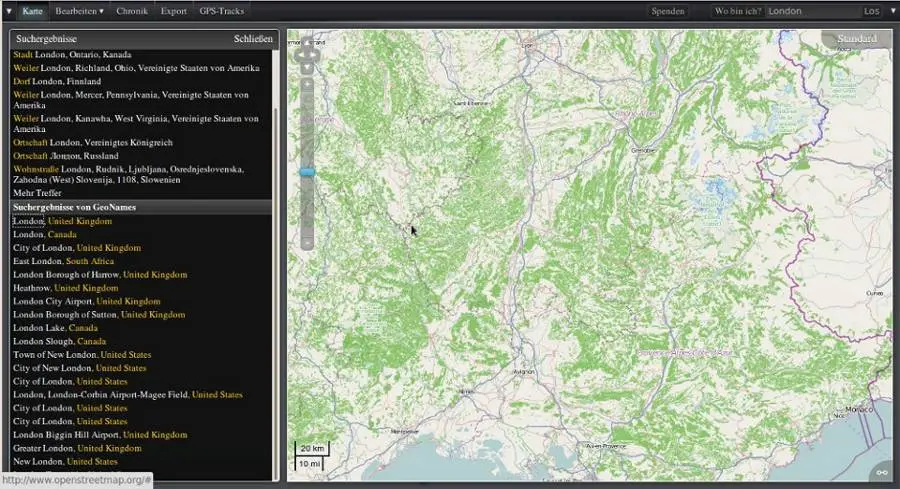 ▼ Karte Bearbeiten ▾ Chronik Export GPS-Tracks Spenden Wo bin ich? London Los ▼
Suchergebnisse Schließen
Stadt London, Ontario, Kanada
Weiler London, Richland, Ohio, Vereinigte Staaten von Amerika
Dorf London, Finnland
Weiler London, Mercer, Pennsylvania, Vereinigte Staaten von
Amerika
Weiler London, Kanawha, West Virginia, Vereinigte Staaten von
Amerika
Ortschaft London, Vereinigtes Königreich
Ortschaft Лондон, Russland
Wohnstraße London, Rudnik, Ljubljana, Osrednjeslovenska,
Zahodna (West) Slovenija, 1108, Slowenien
Mehr Treffer
Suchergebnisse von GeoNames
London, United Kingdom
London, Canada
City of London, United Kingdom
East London, South Africa
London Borough of Harrow, United Kingdom
Heathrow, United Kingdom
London City Airport, United Kingdom
London Borough of Sutton, United Kingdom
London Lake, Canada
London Slough, Canada
Town of New London, United States
City of New London, United States
City of London, United States
London, London-Corbin Airport-Magee Field, United States
City of London, United States
City of London, United States
London Biggin Hill Airport, United Kingdom
Greater London, United Kingdom
New London, United States
http://www.openstreetmap.org/#
Standard
Lyon
Saint-Étienne
Grenoble
Cuneo
Provence-Alpes-Côte d'Azur
Avignon
Nîmes
Monaco
Nice
Montpellier
Aix-en-Provence
20 km
10 mi